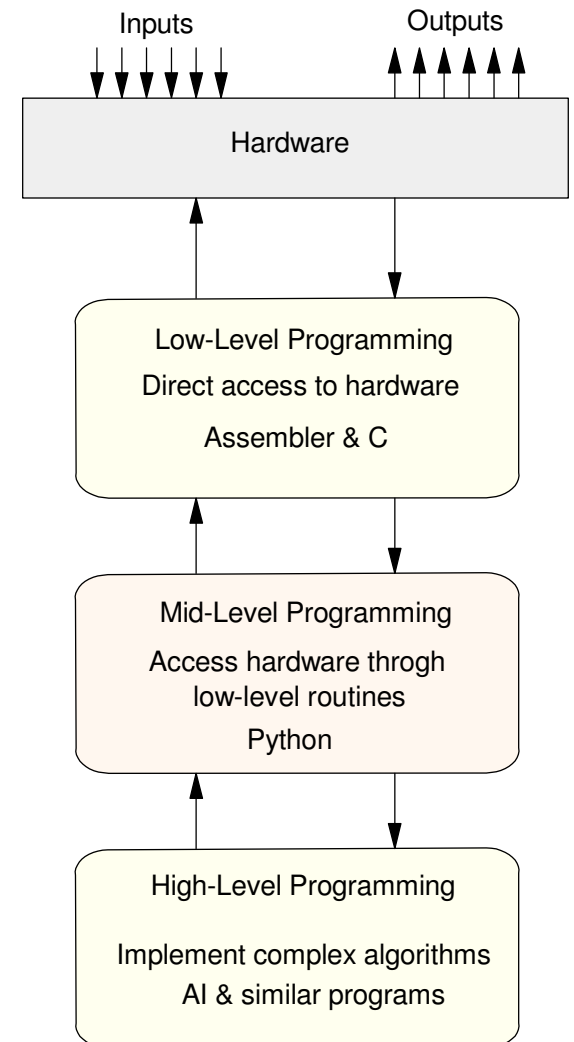 Inputs
Outputs
Hardware
Low-Level Programming
Direct access to hardware
Assembler & C
Mid-Level Programming
Access hardware throgh
low-level routines
Python
High-Level Programming
Implement complex algorithms
AI & similar programs